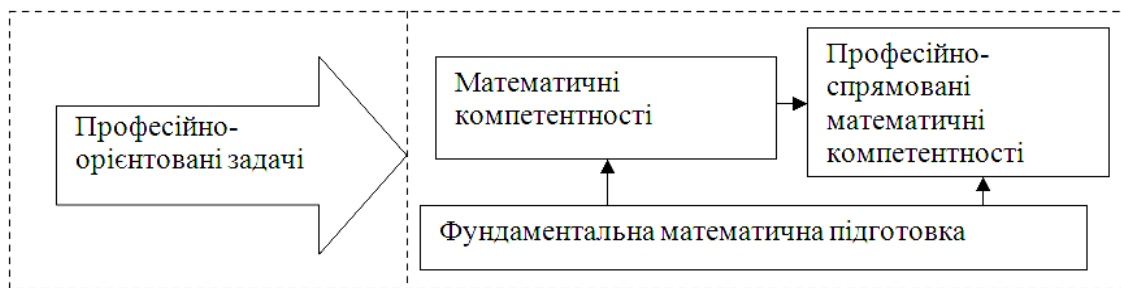 Професійно-
орієнтовані задачі
Математичні
компетентності
Професійно-
спрямовані
математичні
компетентності
Фундаментальна математична підготовка